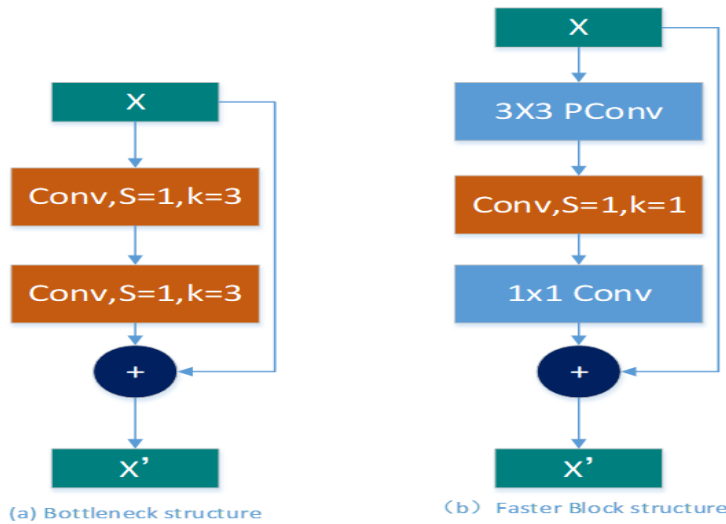 X
Conv,S=1,k=3
Conv,S=1,k=3
+
X’
(a) Bottleneck structure
X
3X3 PConv
Conv,S=1,k=1
1x1 Conv
+
X’
（b） Faster Block structure